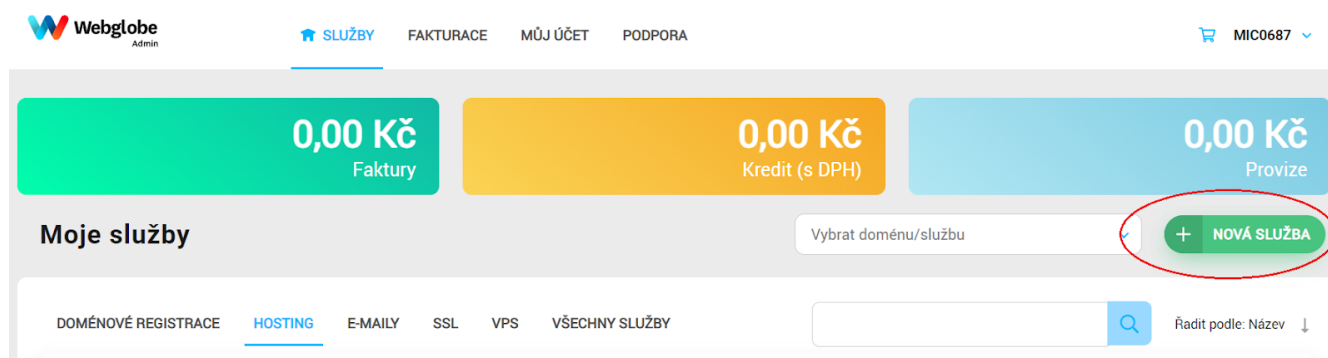 Webglobe
Admin
SLUŽBY FAKTURACE MŮJ ÚČET PODPORA MIC0687
0,00 Kč 0,00 Kč 0,00 Kč
Faktury Kredit (s DPH) Provize
Moje služby Vybrat doménu/službu + NOVÁ SLUŽBA
DOMÉNOVÉ REGISTRACE HOSTING E-MAILY SSL VPS VŠECHNY SLUŽBY Řadit podle: Název ↓